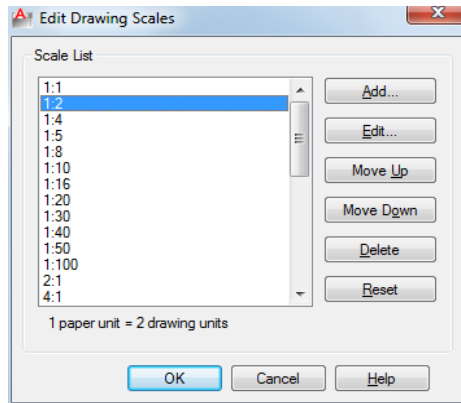 Edit Drawing Scales
Scale List
1:1
1:2
1:4
1:5
1:8
1:10
1:16
1:20
1:30
1:40
1:50
1:100
2:1
4:1
Add...
Edit...
Move Up
Move Down
Delete
Reset
1 paper unit = 2 drawing units
OK
Cancel
Help